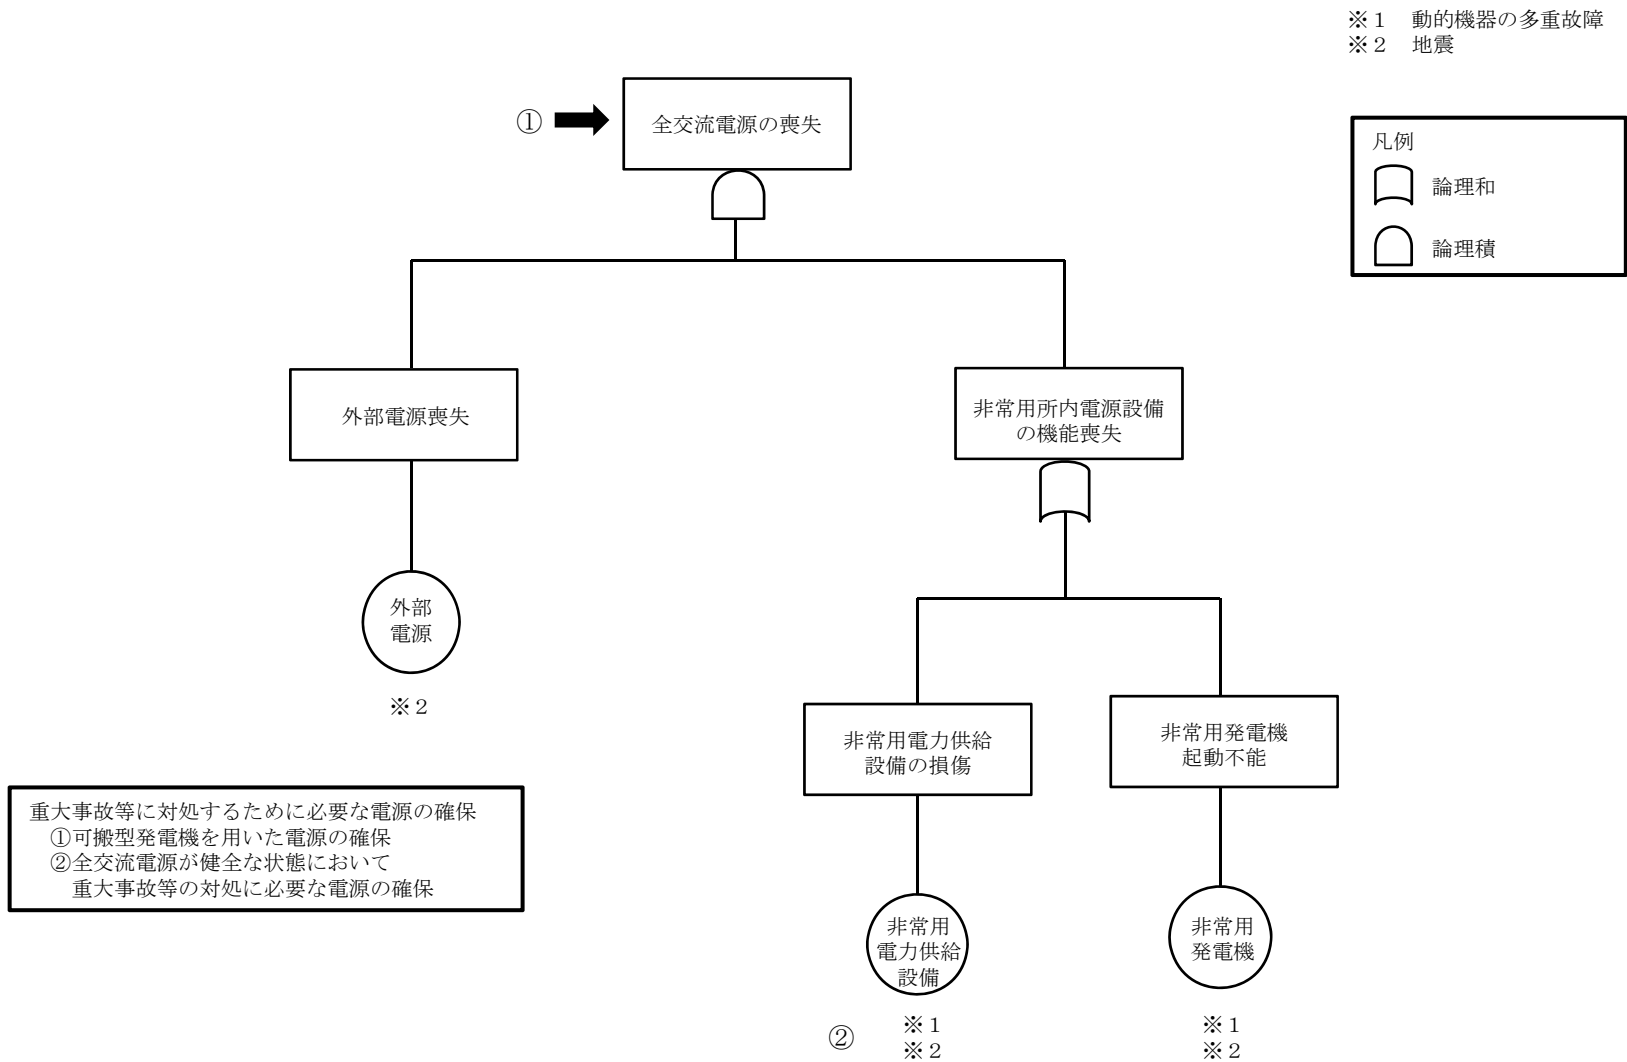 ※１　動的機器の多重故障
※２　地震
①
全交流電源の喪失
凡例
論理和
論理積
外部電源喪失
非常用所内電源設備
の機能喪失
外部
電源
※２
非常用電力供給
設備の損傷
非常用発電機
起動不能
重大事故等に対処するために必要な電源の確保
①可搬型発電機を用いた電源の確保
②全交流電源が健全な状態において
重大事故等の対処に必要な電源の確保
非常用
電力供給
設備
非常用
発電機
②
※１
※２
※１
※２